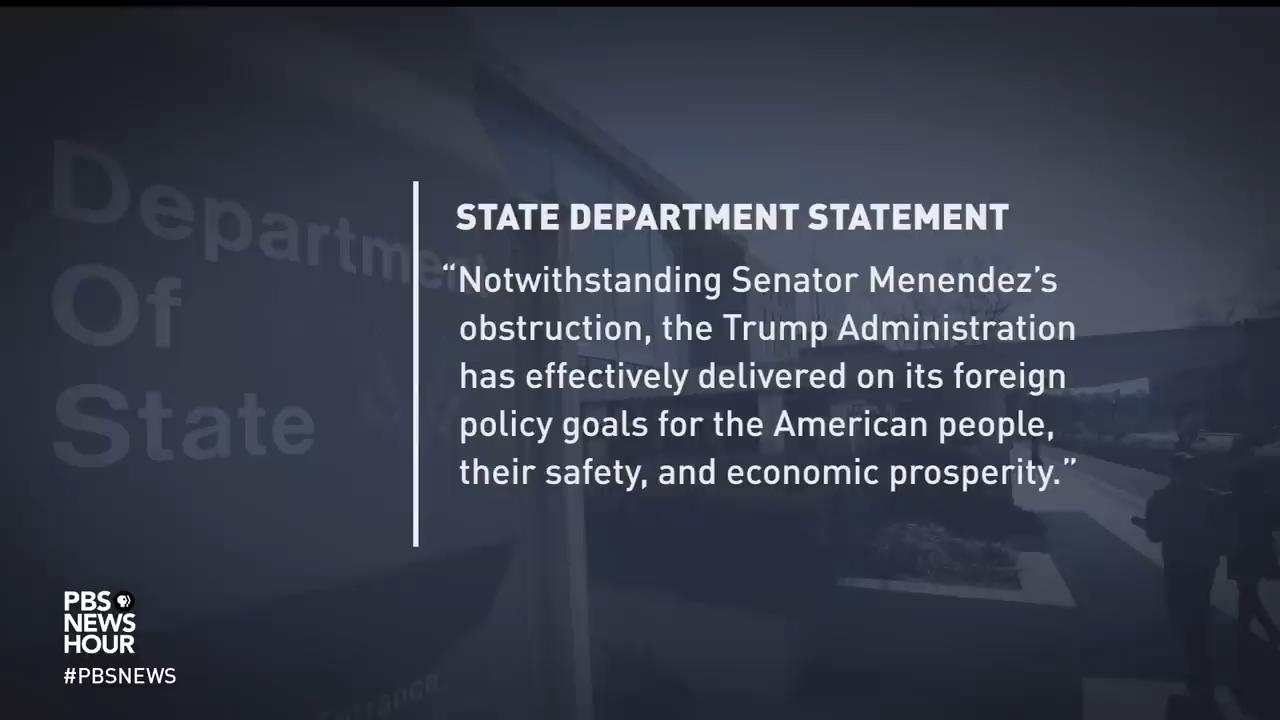 Department
Of
State
STATE DEPARTMENT STATEMENT
“Notwithstanding Senator Menendez’s
obstruction, the Trump Administration
has effectively delivered on its foreign
policy goals for the American people,
their safety, and economic prosperity.”
PBS
NEWS
HOUR
#PBSNEWS
Entrance